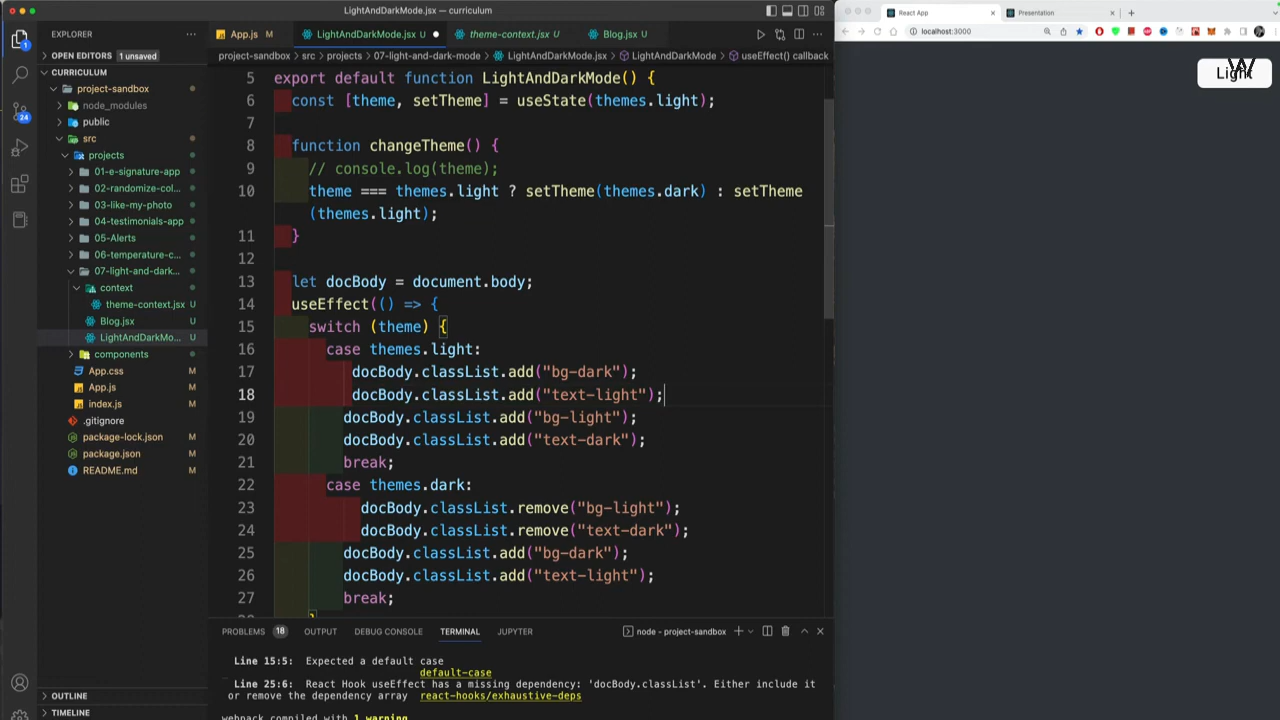 LightAndDarkMode.jsx — curriculum
React App
Presentation
localhost:3000
EXPLORER
App.js M
LightAndDarkMode.jsx U
theme-context.jsx U
Blog.jsx U
OPEN EDITORS 1 unsaved
project-sandbox > src > projects > 07-light-and-dark-mode > LightAndDarkMode.jsx > LightAndDarkMode > useEffect() callback
CURRICULUM
project-sandbox
node_modules
public
src
projects
01-e-signature-app
02-randomize-col...
03-like-my-photo
04-testimonials-app
05-Alerts
06-temperature-c...
07-light-and-dark...
context
theme-context.jsx U
Blog.jsx U
LightAndDarkMo... U
components
App.css M
App.js M
index.js M
.gitignore
package-lock.json M
package.json M
README.md M
OUTLINE
TIMELINE
1
24
5 export default function LightAndDarkMode() {
6 const [theme, setTheme] = useState(themes.light);
7
8 function changeTheme() {
9 // console.log(theme);
10 theme === themes.light ? setTheme(themes.dark) : setTheme
(themes.light);
11 }
12
13 let docBody = document.body;
14 useEffect(() => {
15 switch (theme) {
16 case themes.light:
17 docBody.classList.add("bg-dark");
18 docBody.classList.add("text-light");
19 docBody.classList.add("bg-light");
20 docBody.classList.add("text-dark");
21 break;
22 case themes.dark:
23 docBody.classList.remove("bg-light");
24 docBody.classList.remove("text-dark");
25 docBody.classList.add("bg-dark");
26 docBody.classList.add("text-light");
27 break;
PROBLEMS 18 OUTPUT DEBUG CONSOLE TERMINAL JUPYTER
node - project-sandbox
Line 15:5: Expected a default case
default-case
Line 25:6: React Hook useEffect has a missing dependency: 'docBody.classList'. Either include it
or remove the dependency array react-hooks/exhaustive-deps
webpack compiled with 1 warning
Light
W